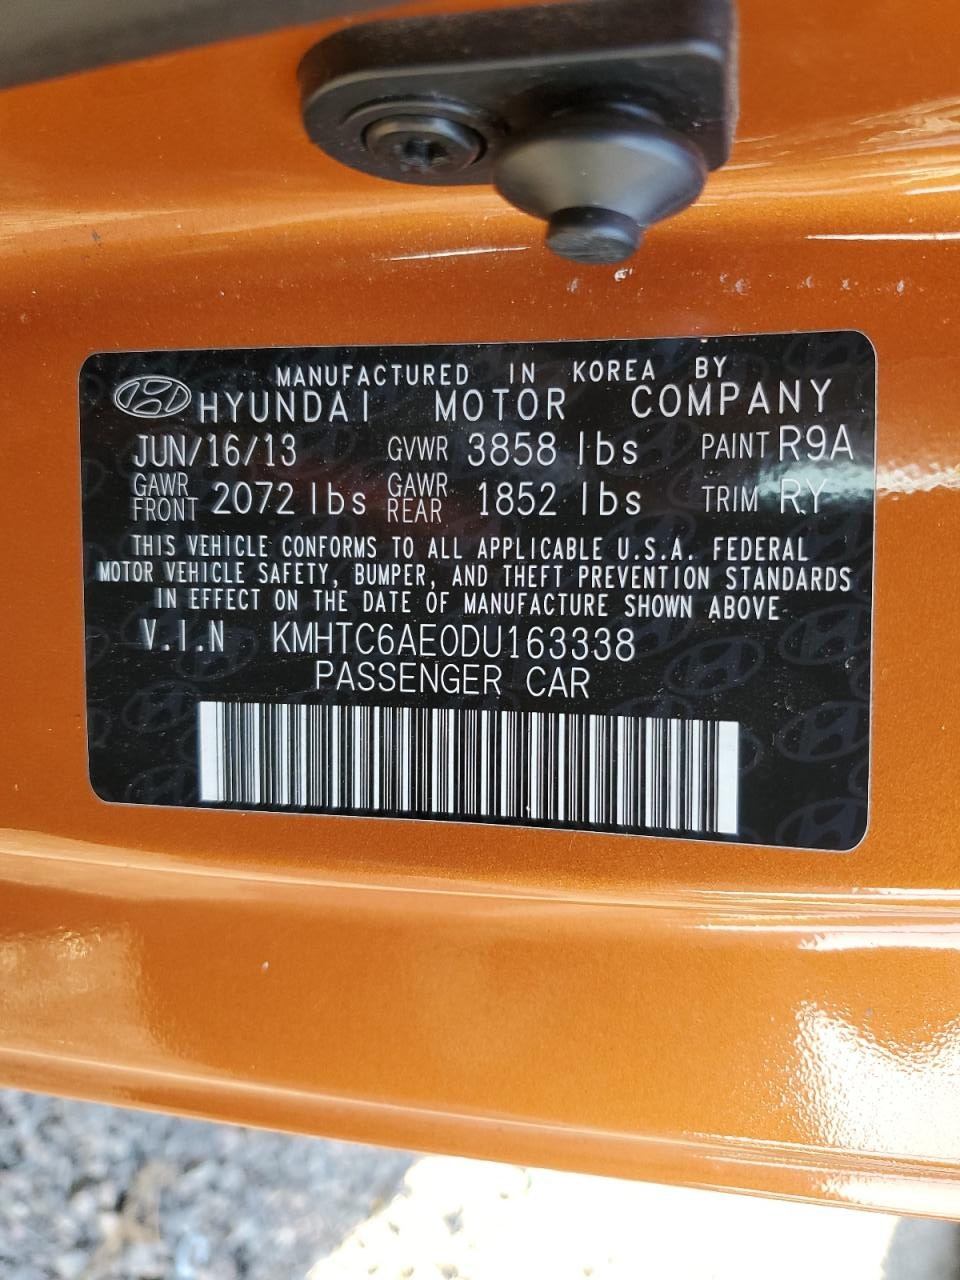 MANUFACTURED IN KOREA BY
HYUNDAI MOTOR COMPANY
JUN/16/13 GVWR 3858 lbs PAINT R9A
GAWR FRONT 2072 lbs GAWR REAR 1852 lbs TRIM RY
THIS VEHICLE CONFORMS TO ALL APPLICABLE U.S.A. FEDERAL
MOTOR VEHICLE SAFETY, BUMPER, AND THEFT PREVENTION STANDARDS
IN EFFECT ON THE DATE OF MANUFACTURE SHOWN ABOVE
V.I.N KMHTC6AE0DU163338
PASSENGER CAR